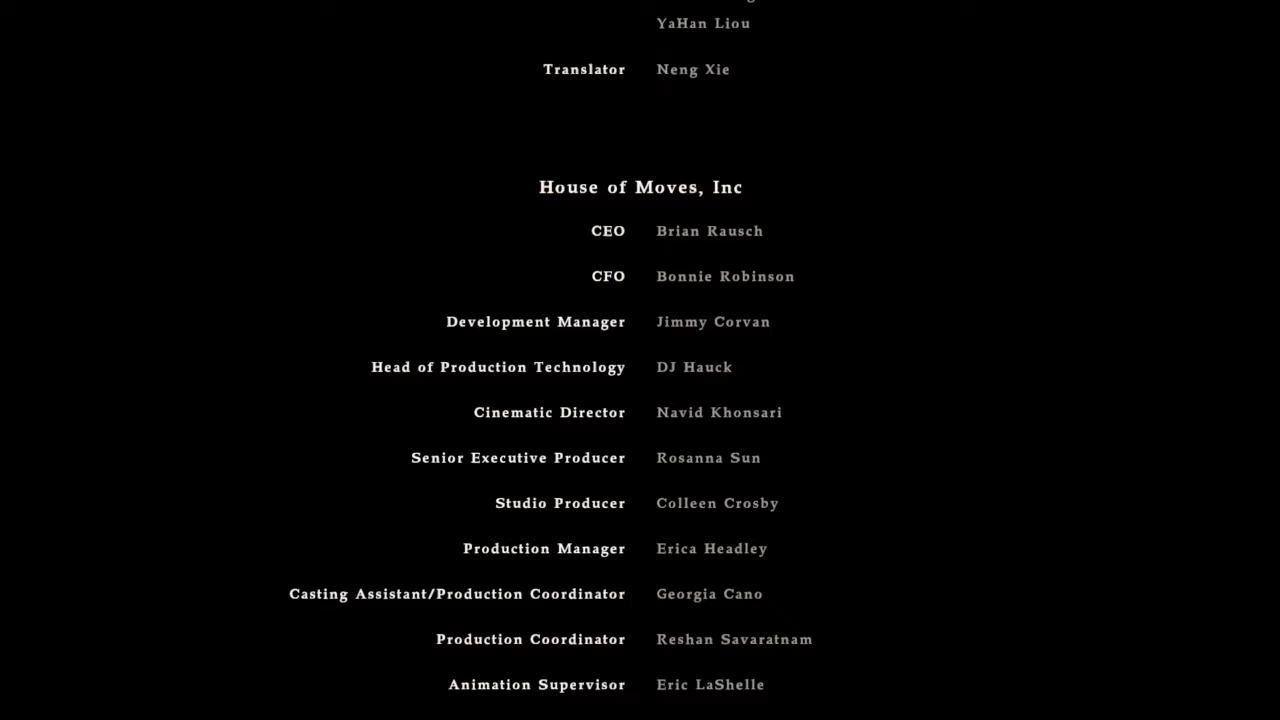 YaHan Liou
Translator Neng Xie
House of Moves, Inc
CEO Brian Rausch
CFO Bonnie Robinson
Development Manager Jimmy Corvan
Head of Production Technology DJ Hauck
Cinematic Director Navid Khonsari
Senior Executive Producer Rosanna Sun
Studio Producer Colleen Crosby
Production Manager Erica Headley
Casting Assistant/Production Coordinator Georgia Cano
Production Coordinator Reshan Savaratnam
Animation Supervisor Eric LaShelle